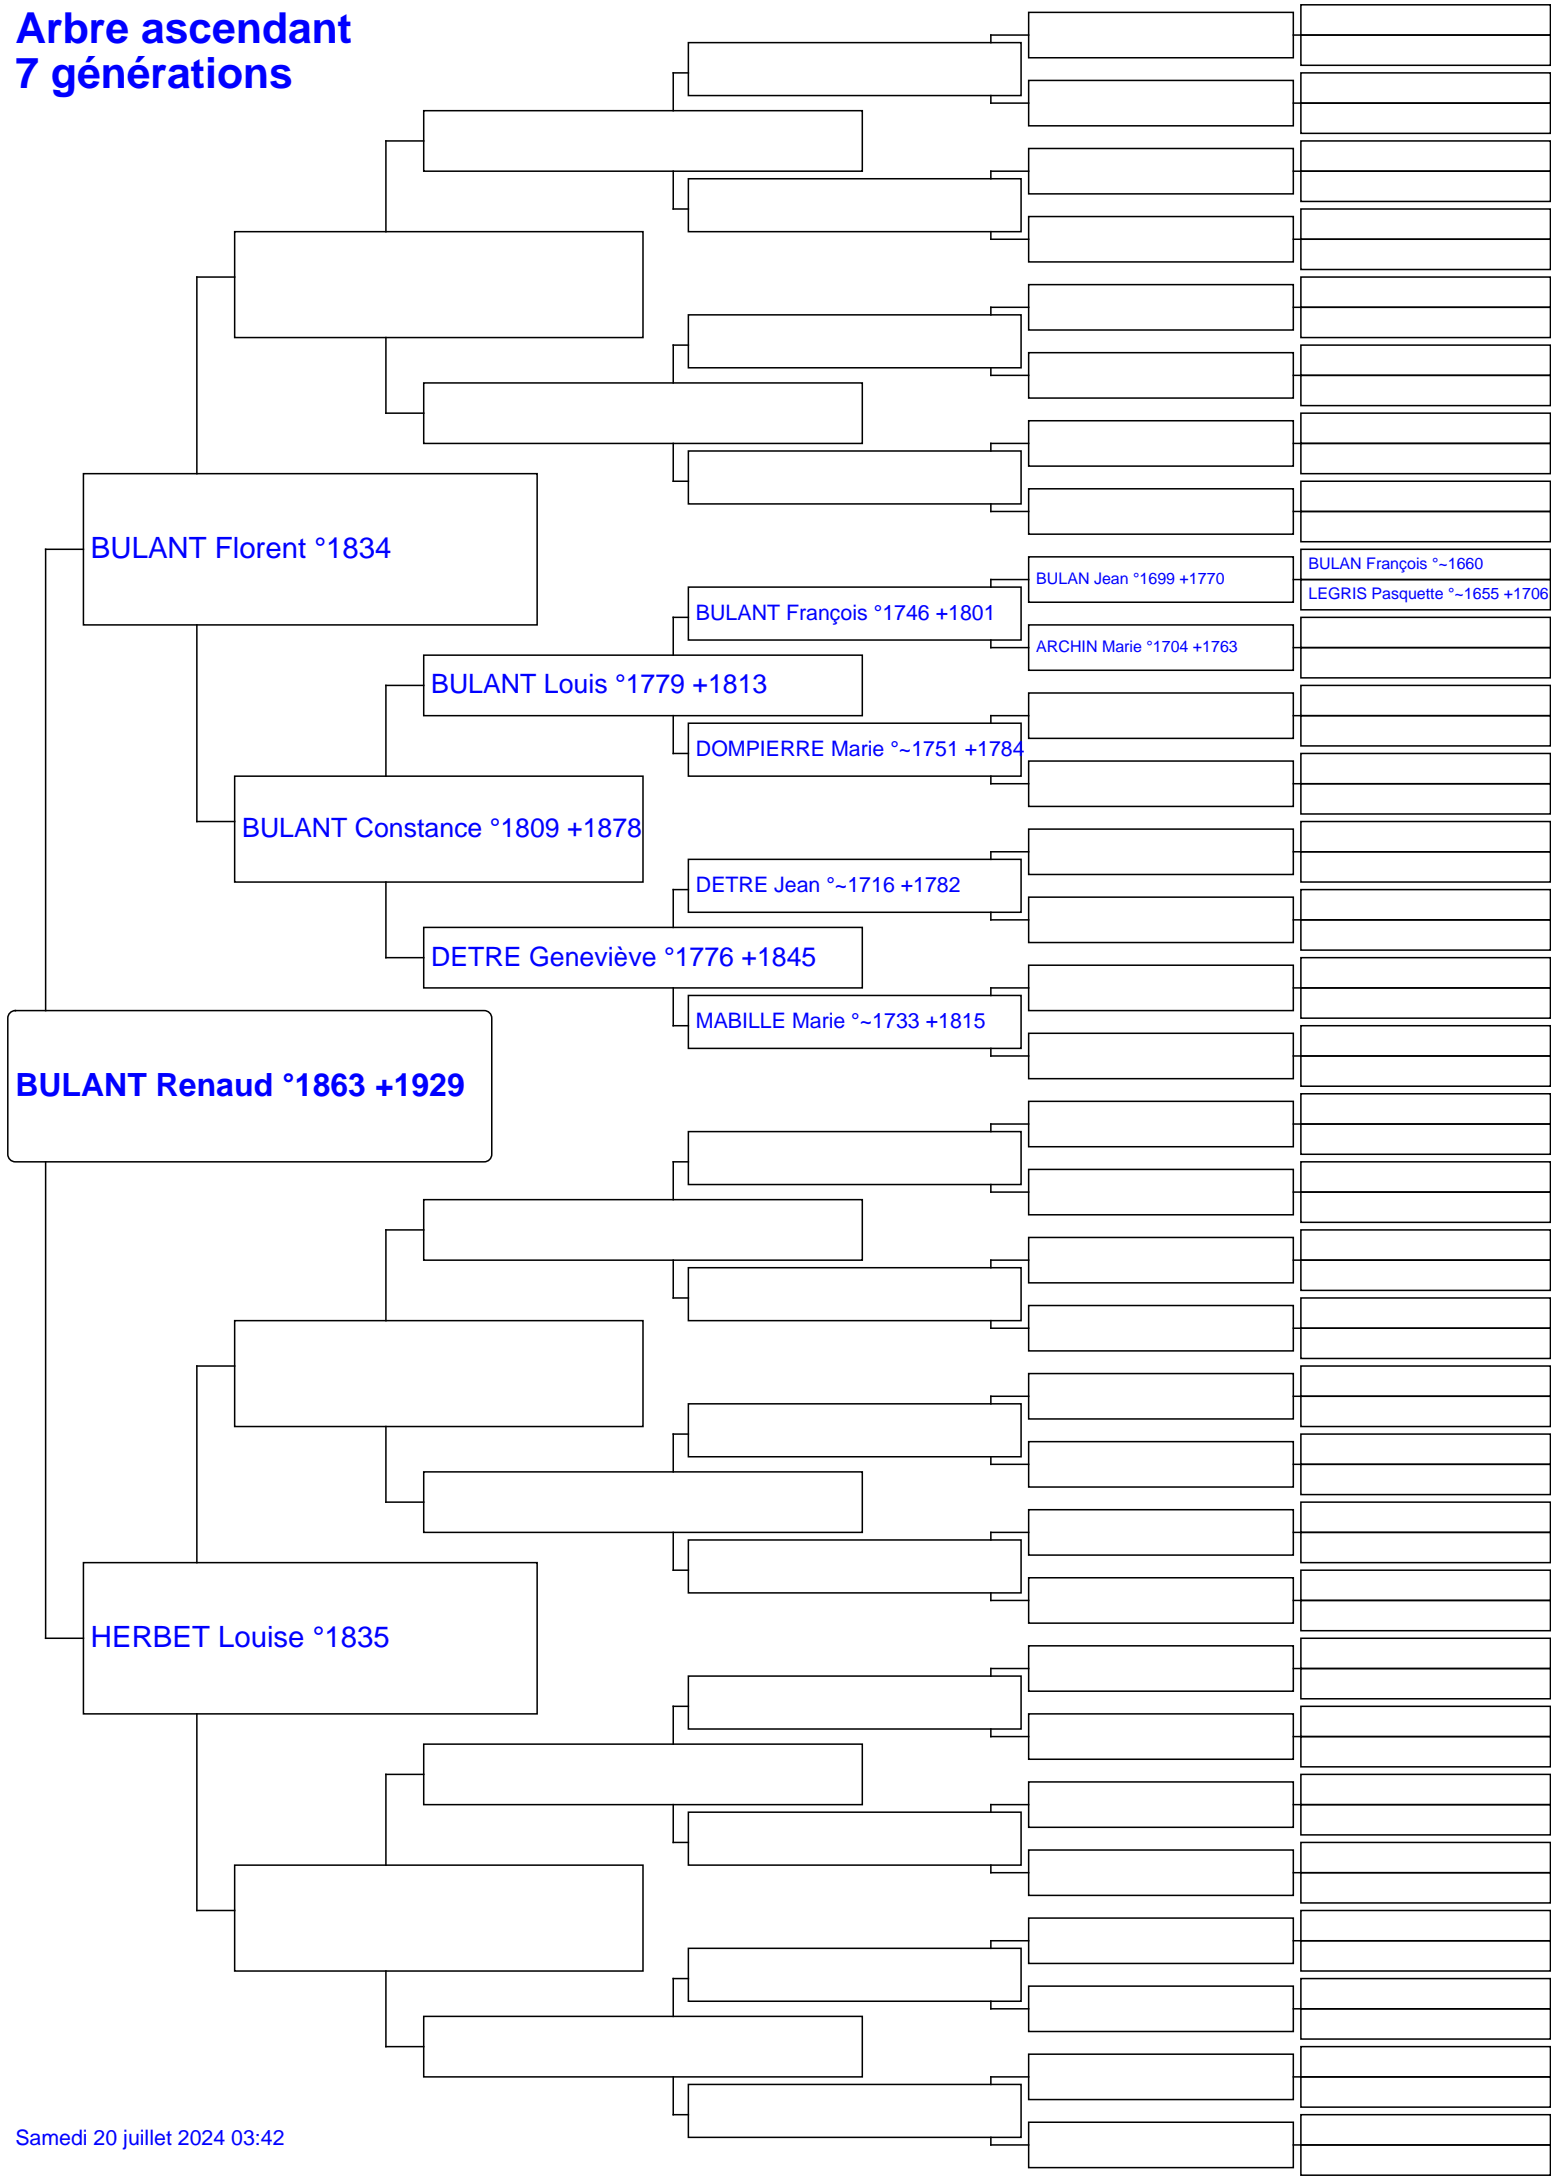 Arbre ascendant
7 générations
BULAN François °~1660
BULANT Florent °1834
BULAN Jean °1699 +1770
LEGRIS Pasquette °~1655 +1706
BULANT François °1746 +1801
ARCHIN Marie °1704 +1763
BULANT Louis °1779 +1813
DOMPIERRE Marie °~1751 +1784
BULANT Constance °1809 +1878
DETRE Jean °~1716 +1782
DETRE Geneviève °1776 +1845
MABILLE Marie °~1733 +1815
BULANT Renaud °1863 +1929
HERBET Louise °1835
Samedi 20 juillet 2024 03:42